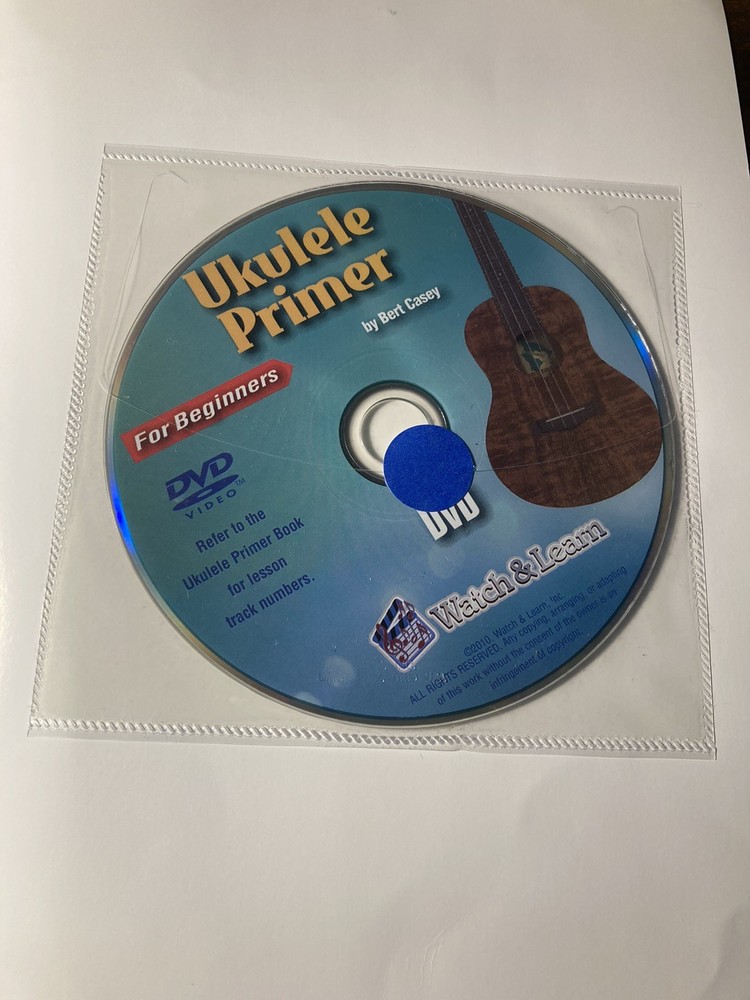 Ukulele
Primer
by Bert Casey
For Beginners
DVD
VIDEO™
Refer to the
Ukulele Primer Book
for lesson
track numbers.
DVD
Watch & Learn
©2010, Watch & Learn, Inc.
ALL RIGHTS RESERVED. Any copying, arranging, or adapting
of this work without the consent of the owner is an
infringement of copyright.